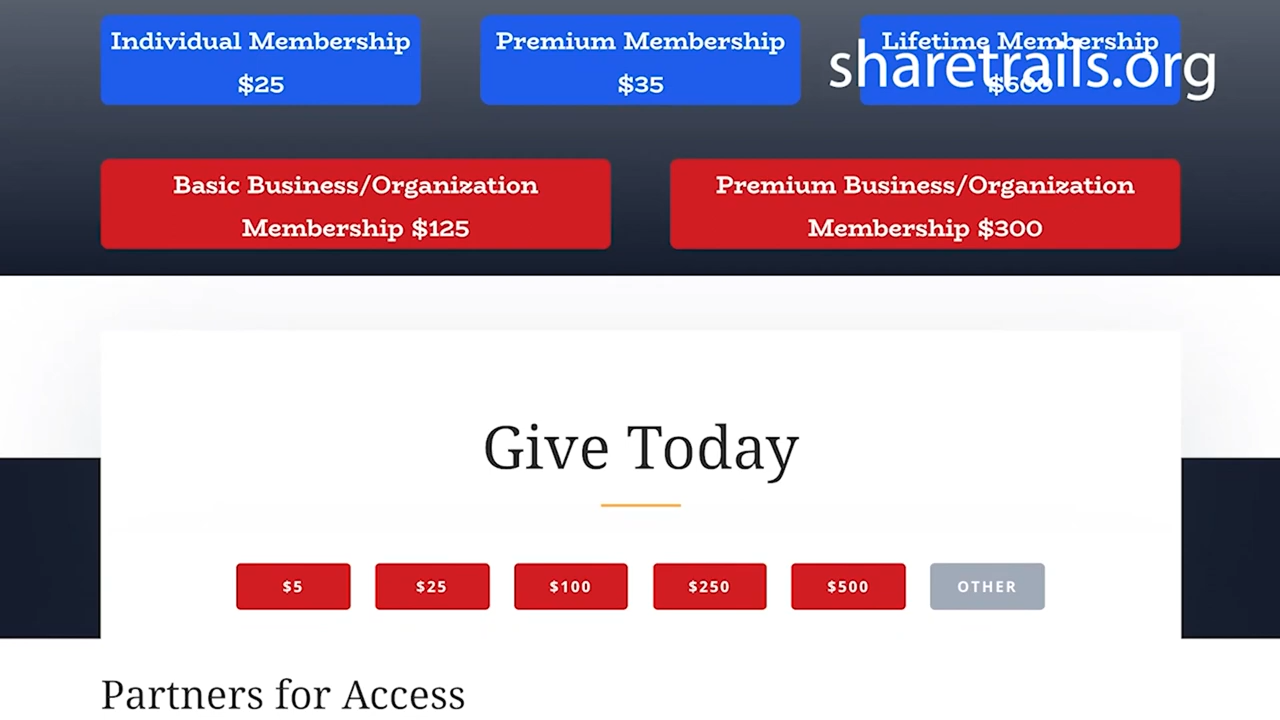 Individual Membership
$25
Premium Membership
$35
Lifetime Membership
$600
sharetrails.org
Basic Business/Organization
Membership $125
Premium Business/Organization
Membership $300
Give Today
$5
$25
$100
$250
$500
OTHER
Partners for Access